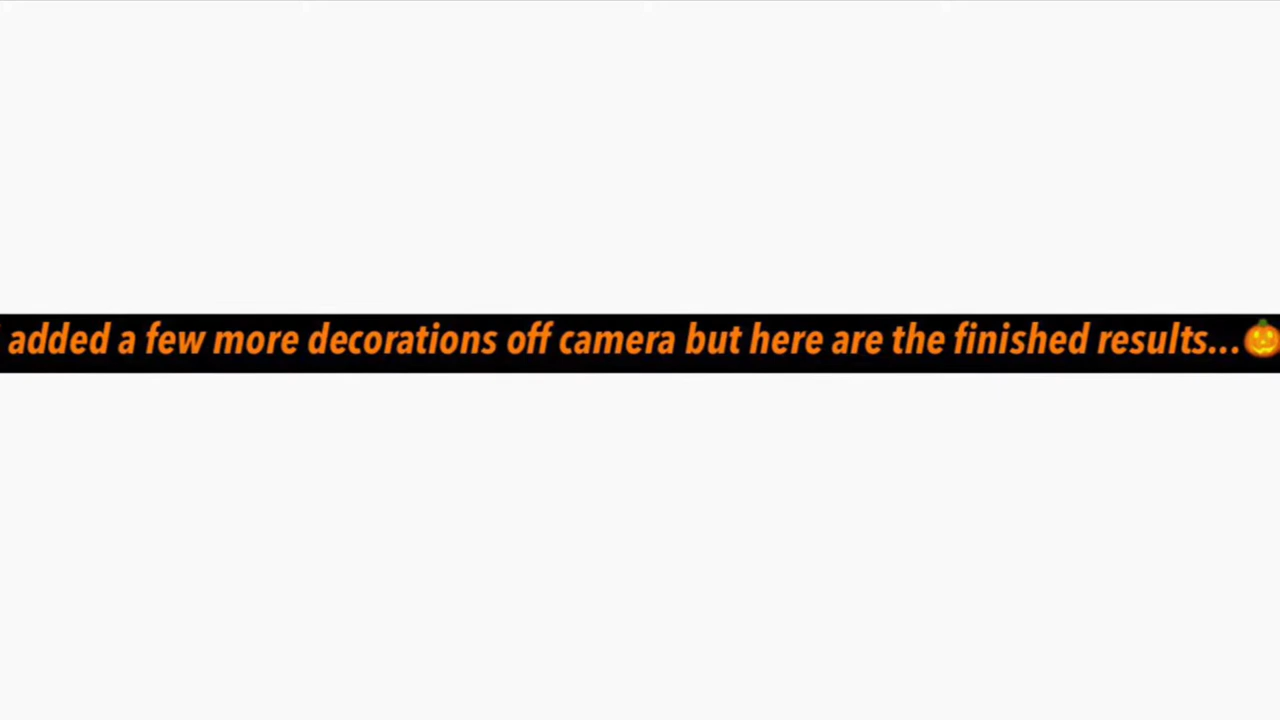 added a few more decorations off camera but here are the finished results...🎃